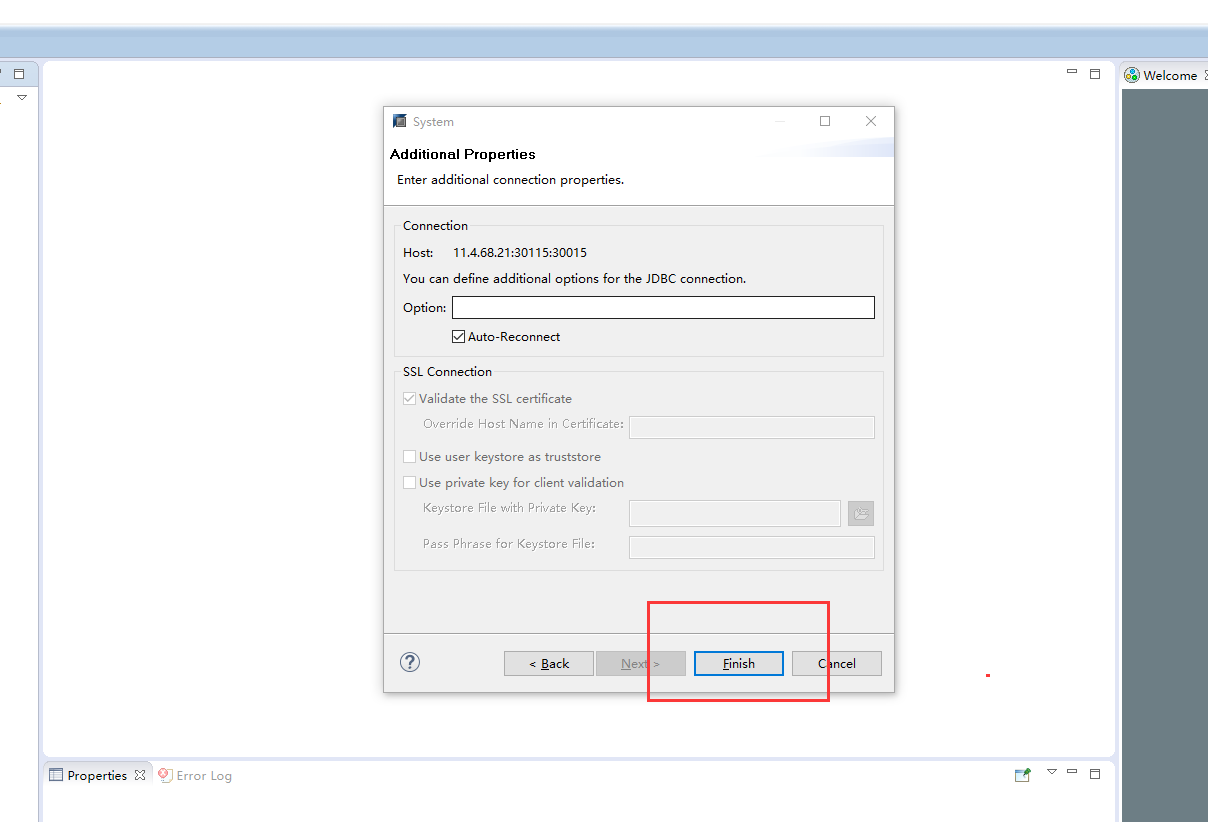 Welcome
System
Additional Properties
Enter additional connection properties.
Connection
Host: 11.4.68.21:30115:30015
You can define additional options for the JDBC connection.
Option:
Auto-Reconnect
SSL Connection
Validate the SSL certificate
Override Host Name in Certificate:
Use user keystore as truststore
Use private key for client validation
Keystore File with Private Key:
Pass Phrase for Keystore File:
? < Back Next > Finish Cancel
Properties Error Log